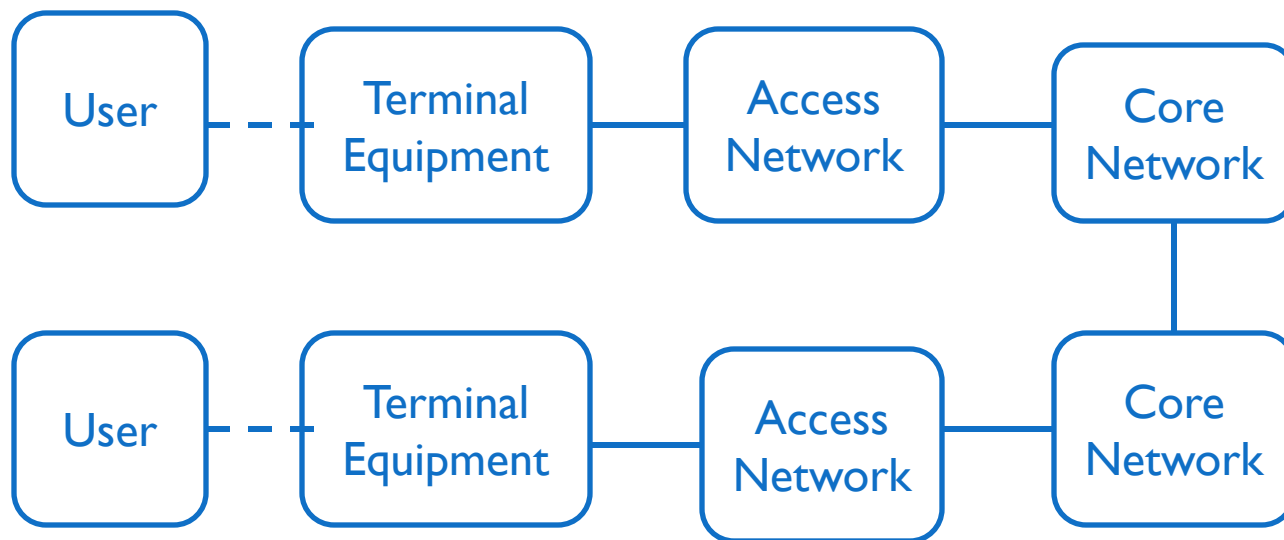 User
Terminal
Equipment
Access
Network
Core
Network
User
Terminal
Equipment
Access
Network
Core
Network